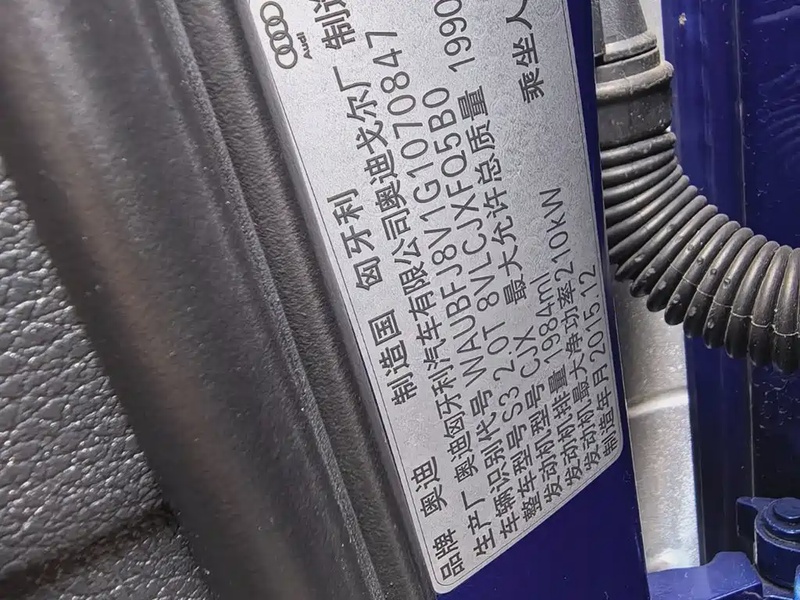 Audi
品牌 奥迪 制造国 匈牙利
生产厂 奥迪匈牙利汽车有限公司奥迪戈尔厂 制造
车辆识别代号 WAUBFJ8V1G1070847
整车型号 S3 2.0T 8VLCJXFQ5B0
发动机型号 CJX 最大允许总质量 1990
发动机排量 1984ml 乘坐人
发动机最大净功率 210kW
制造年月 2015.12